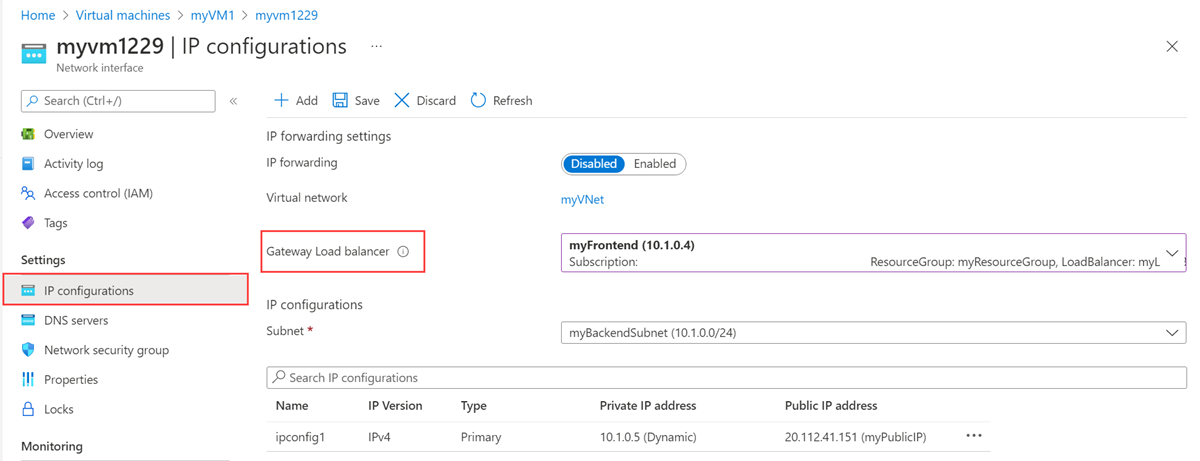 Home > Virtual machines > myVM1 > myvm1229
myvm1229 | IP configurations ...
Network interface
Search (Ctrl+/) «
Overview
Activity log
Access control (IAM)
Tags
Settings
IP configurations
DNS servers
Network security group
Properties
Locks
Monitoring
Add Save Discard Refresh
IP forwarding settings
IP forwarding Disabled Enabled
Virtual network myVNet
Gateway Load balancer myFrontend (10.1.0.4)
Subscription: ResourceGroup: myResourceGroup, LoadBalancer: myL
IP configurations
Subnet * myBackendSubnet (10.1.0.0/24)
Search IP configurations
Name IP Version Type Private IP address Public IP address
ipconfig1 IPv4 Primary 10.1.0.5 (Dynamic) 20.112.41.151 (myPublicIP) ...